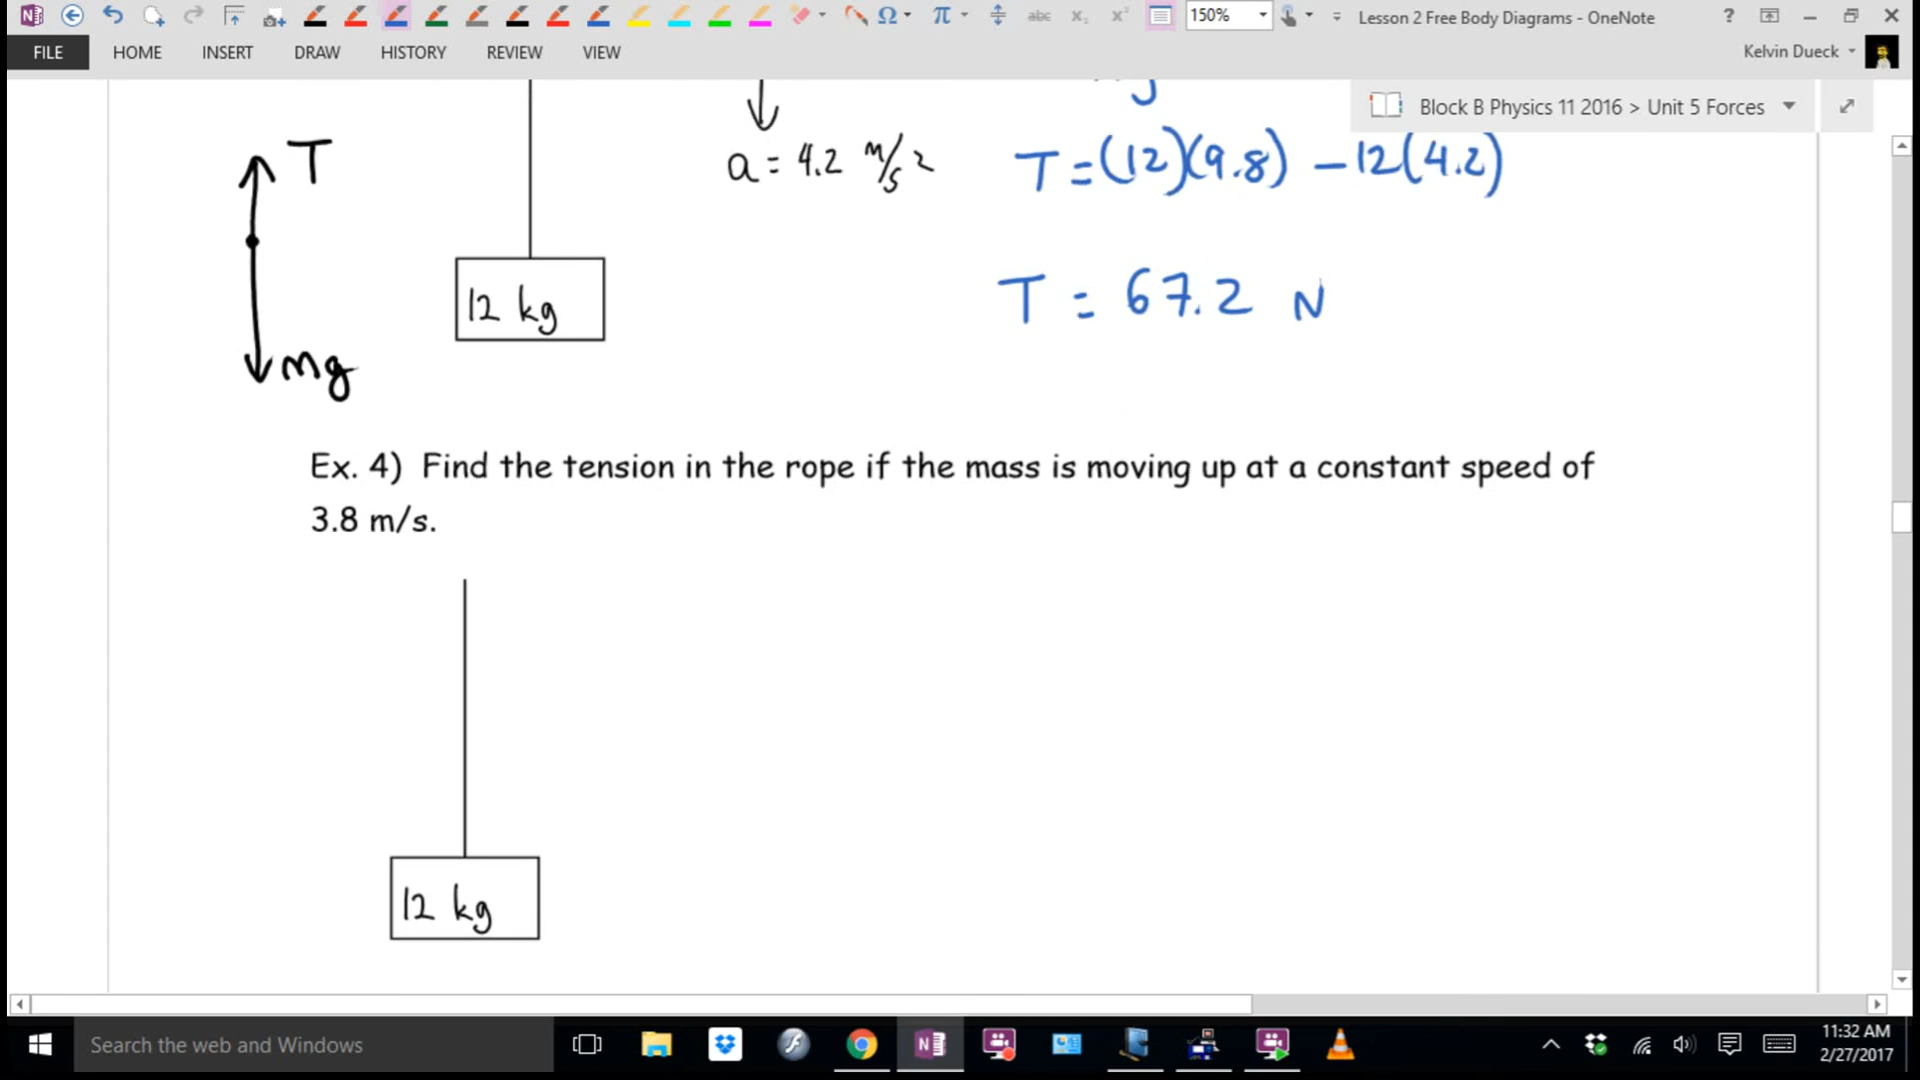 150%
Lesson 2 Free Body Diagrams - OneNote
FILE HOME INSERT DRAW HISTORY REVIEW VIEW
Kelvin Dueck
Block B Physics 11 2016 > Unit 5 Forces
T
mg
12 kg
a = 4.2 m/s²
T = (12)(9.8) - 12(4.2)
T = 67.2 N
Ex. 4) Find the tension in the rope if the mass is moving up at a constant speed of
3.8 m/s.
12 kg
Search the web and Windows
11:32 AM
2/27/2017